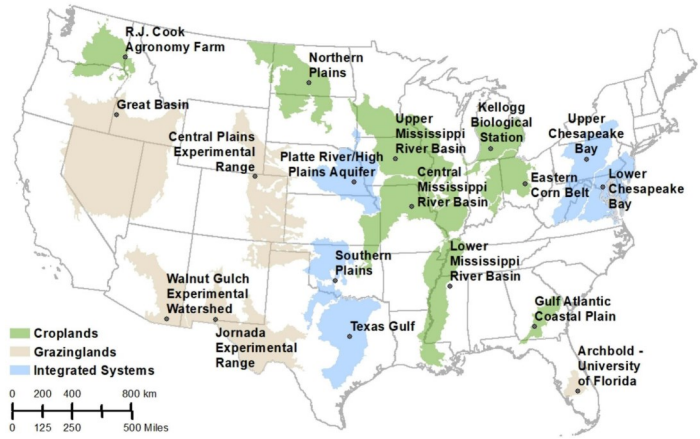 R.J. Cook
Agronomy Farm
Northern
Plains
Great Basin
Central Plains
Experimental
Range
Platte River/High
Plains Aquifer
Upper
Mississippi
River Basin
Kellogg
Biological
Station
Upper
Chesapeake
Bay
Central
Mississippi
River Basin
Eastern
Corn Belt
Lower
Chesapeake
Bay
Southern
Plains
Lower
Mississippi
River Basin
Walnut Gulch
Experimental
Watershed
Jornada
Experimental
Range
Texas Gulf
Gulf Atlantic
Coastal Plain
Archbold -
University
of Florida
Croplands
Grazinglands
Integrated Systems
0 200 400 800 km
0 125 250 500 Miles